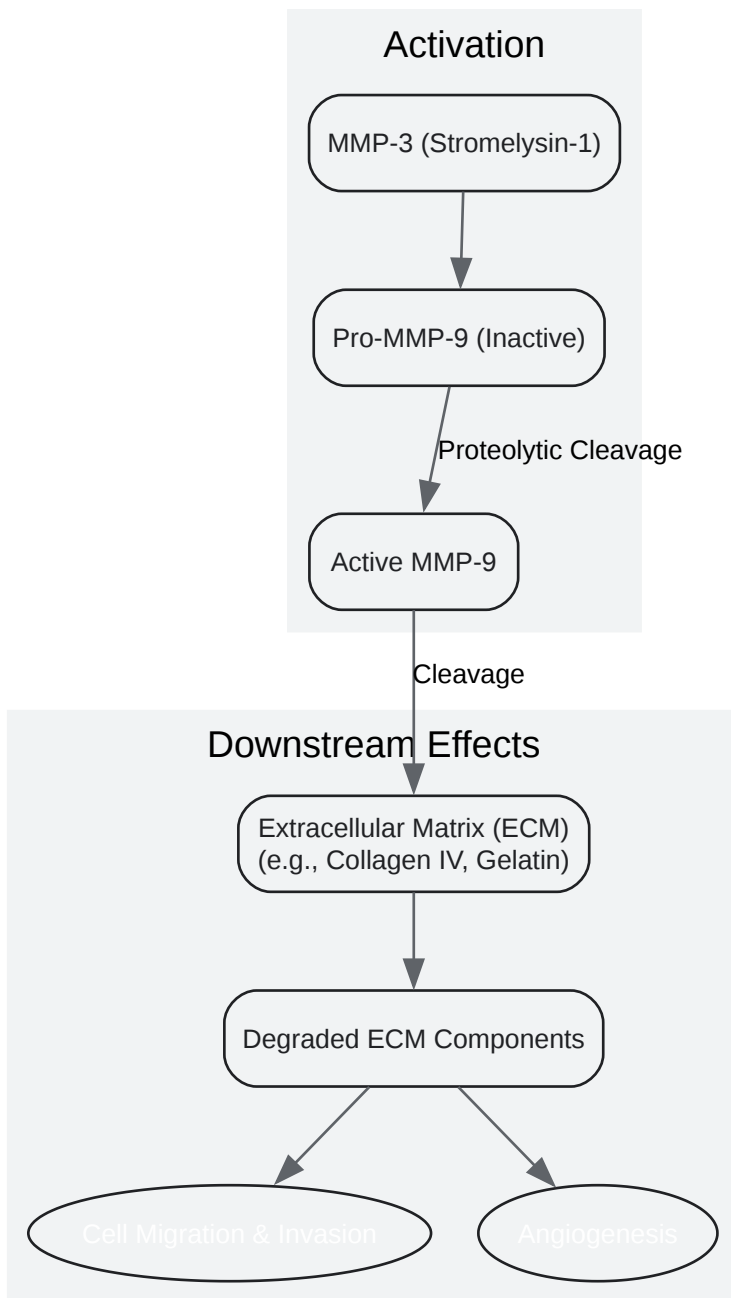 Activation
MMP-3 (Stromelysin-1)
Pro-MMP-9 (Inactive)
Proteolytic Cleavage
Active MMP-9
Cleavage
Downstream Effects
Extracellular Matrix (ECM)
(e.g., Collagen IV, Gelatin)
Degraded ECM Components
Cell Migration & Invasion
Angiogenesis